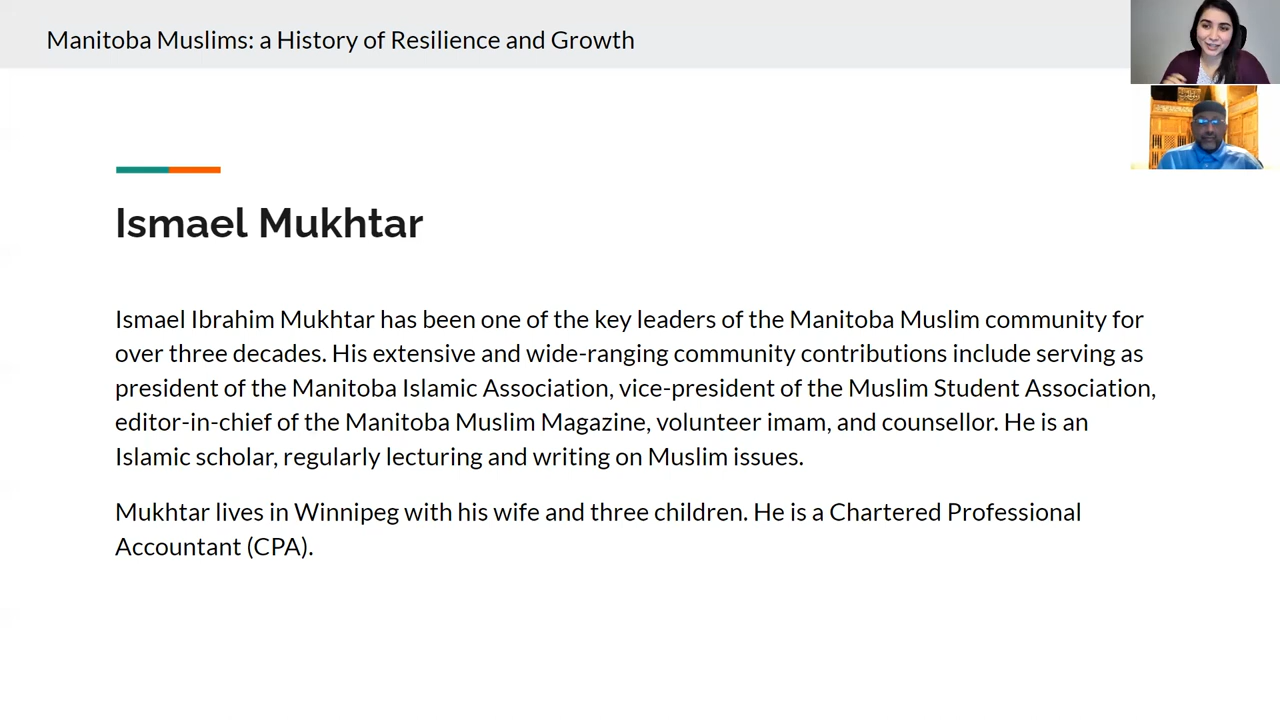 Manitoba Muslims: a History of Resilience and Growth
Ismael Mukhtar
Ismael Ibrahim Mukhtar has been one of the key leaders of the Manitoba Muslim community for
over three decades. His extensive and wide-ranging community contributions include serving as
president of the Manitoba Islamic Association, vice-president of the Muslim Student Association,
editor-in-chief of the Manitoba Muslim Magazine, volunteer imam, and counsellor. He is an
Islamic scholar, regularly lecturing and writing on Muslim issues.
Mukhtar lives in Winnipeg with his wife and three children. He is a Chartered Professional
Accountant (CPA).